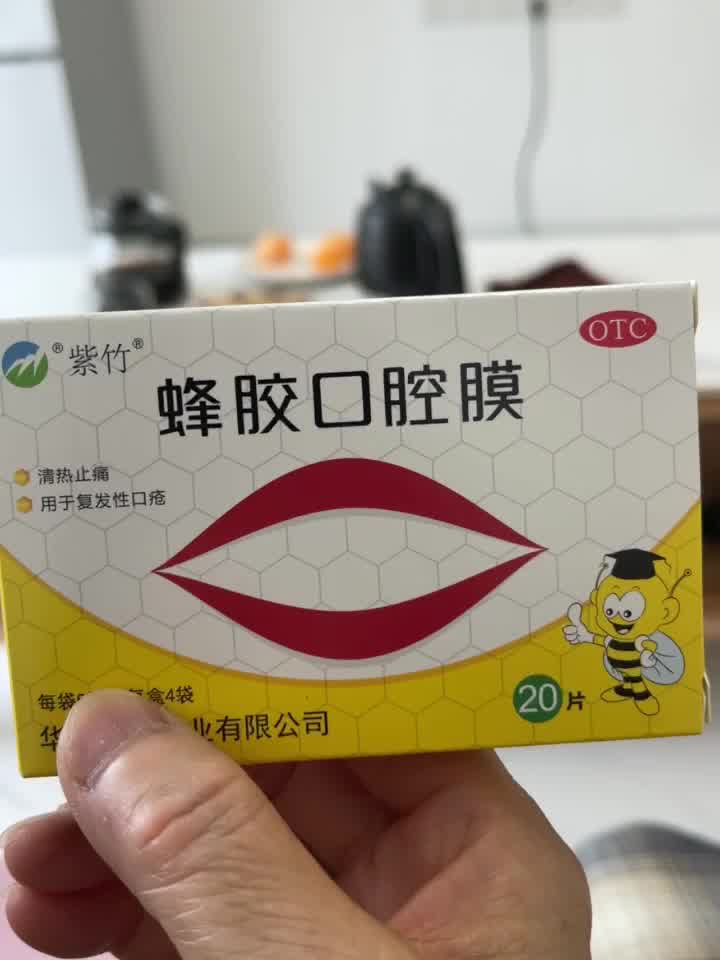 ®紫竹®
OTC
蜂胶口腔膜
清热止痛
用于复发性口疮
20片
每袋 盒4袋
华 业有限公司